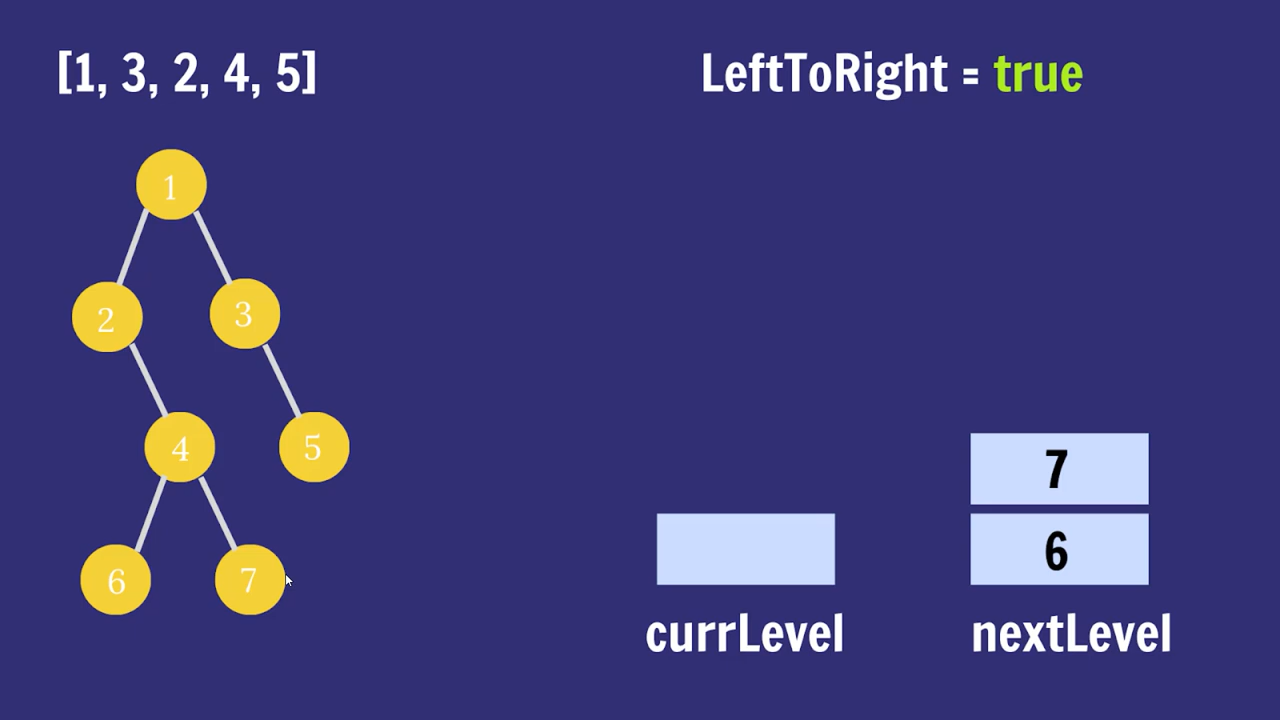 [1, 3, 2, 4, 5]
LeftToRight = true
1
2
3
4
5
6
7
7
6
currLevel
nextLevel